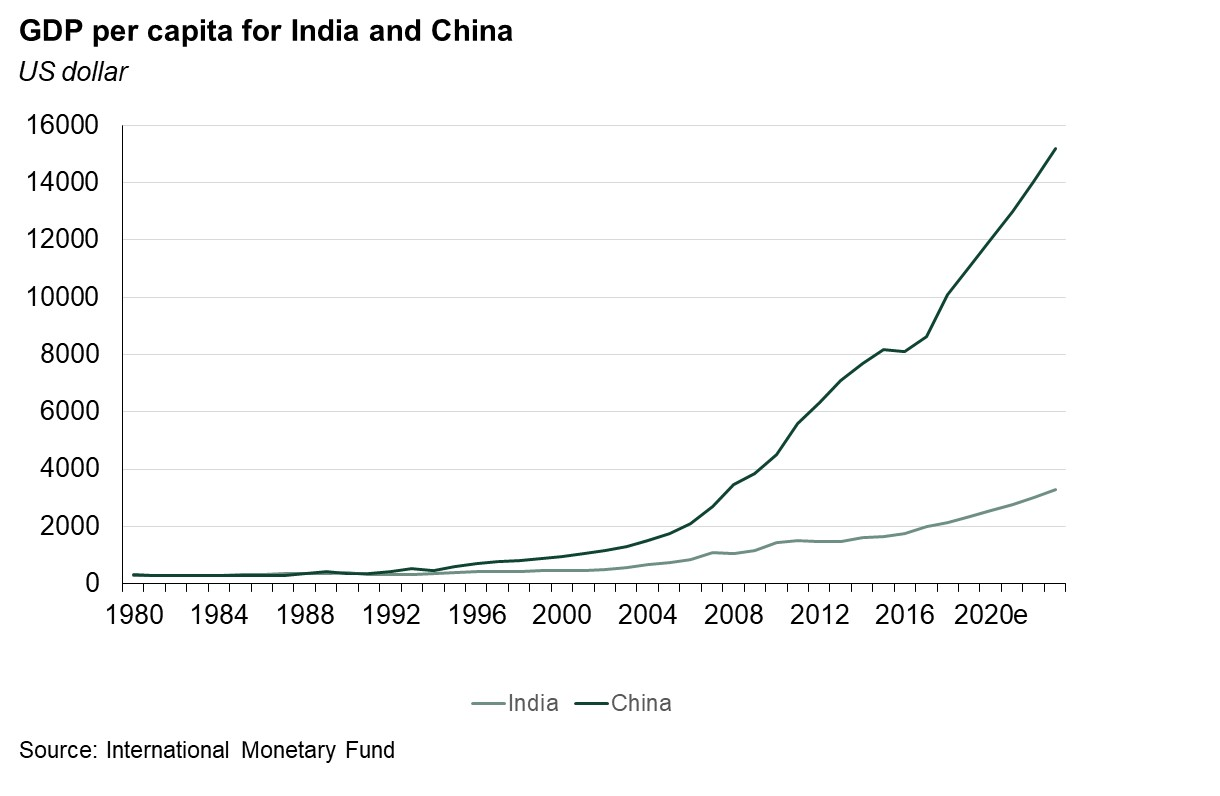 GDP per capita for India and China
US dollar
16000
14000
12000
10000
8000
6000
4000
2000
0
1980 1984 1988 1992 1996 2000 2004 2008 2012 2016 2020e
India China
Source: International Monetary Fund